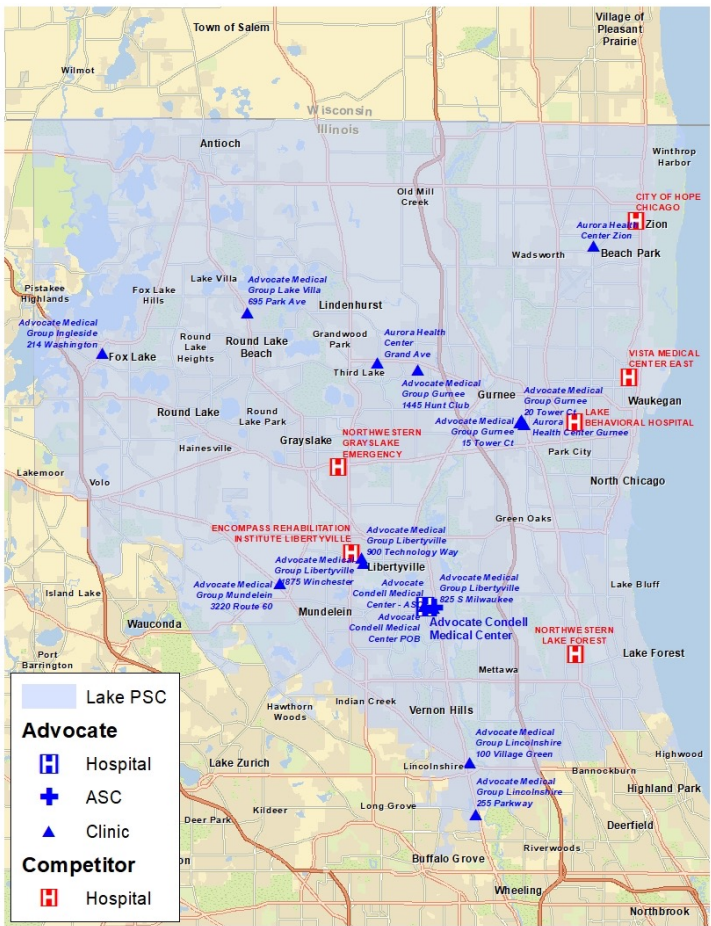 Town of Salem
Village of
Pleasant
Prairie
Wilmot
Wisconsin
Illinois
Antioch
Winthrop
Harbor
Old Mill
Creek
CITY OF HOPE
CHICAGO
Zion
Aurora Health
Center Zion
Beach Park
Wadsworth
Pistakee
Highlands
Fox Lake
Hills
Lake Villa
Advocate Medical
Group Lake Villa
695 Park Ave
Lindenhurst
Advocate Medical
Group Ingleside
214 Washington
Fox Lake
Round
Lake
Heights
Round Lake
Beach
Grandwood
Park
Aurora Health
Center
Grand Ave
Third Lake
VISTA MEDICAL
CENTER EAST
Waukegan
Advocate Medical
Group Gurnee
1445 Hunt Club
Gurnee
Advocate Medical
Group Gurnee
20 Tower Ct
Aurora
Health Center Gurnee
LAKE
BEHAVIORAL HOSPITAL
Advocate Medical
Group Gurnee
15 Tower Ct
Round Lake
Round
Lake Park
Grayslake
NORTHWESTERN
GRAYSLAKE
EMERGENCY
Hainesville
Park City
Lakemoor
Volo
North Chicago
Green Oaks
ENCOMPASS REHABILITATION
INSTITUTE LIBERTYVILLE
Advocate Medical
Group Libertyville
900 Technology Way
Advocate Medical
Group Libertyville
1875 Winchester
Libertyville
Advocate Medical
Group Mundelein
3220 Route 60
Mundelein
Island Lake
Wauconda
Advocate
Condell Medical
Center - ASC
Advocate Medical
Group Libertyville
825 S Milwaukee
Advocate
Condell Medical
Center POB
Advocate Condell
Medical Center
Lake Bluff
NORTHWESTERN
LAKE FOREST
Lake Forest
Port
Barrington
Mettawa
Hawthorn
Woods
Indian Creek
Vernon Hills
Advocate Medical
Group Lincolnshire
100 Village Green
Lake Zurich
Lincolnshire
Bannockburn
Highwood
Highland Park
Advocate Medical
Group Lincolnshire
255 Parkway
Kildeer
Long Grove
Deer Park
Deerfield
Riverwoods
Buffalo Grove
Wheeling
Northbrook
Lake PSC
Advocate
Hospital
ASC
Clinic
Competitor
Hospital